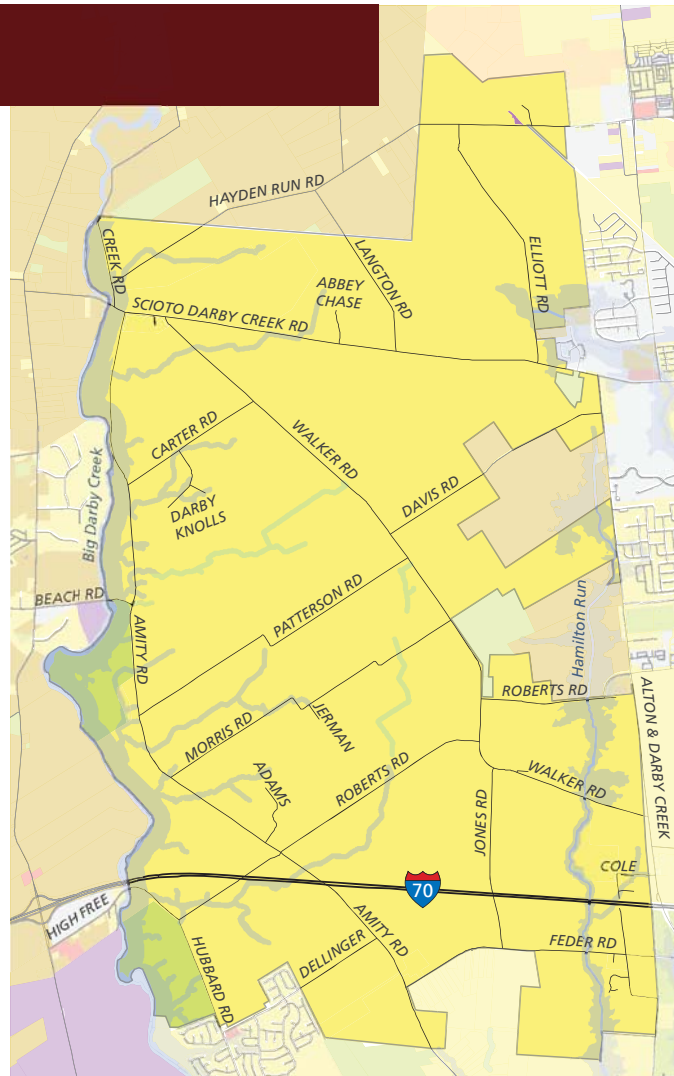 HAYDEN RUN RD
CREEK RD
LANGTON RD
ELLIOTT RD
ABBEY
CHASE
SCIOTO DARBY CREEK RD
CARTER RD
WALKER RD
DAVIS RD
DARBY
KNOLLS
Big Darby Creek
BEACH RD
PATTERSON RD
Hamilton Run
AMITY RD
ROBERTS RD
ALTON & DARBY CREEK
MORRIS RD
JERMAN
ADAMS
ROBERTS RD
WALKER RD
JONES RD
COLE
70
HIGH FREE
AMITY RD
HUBBARD RD
DELLINGER
FEDER RD